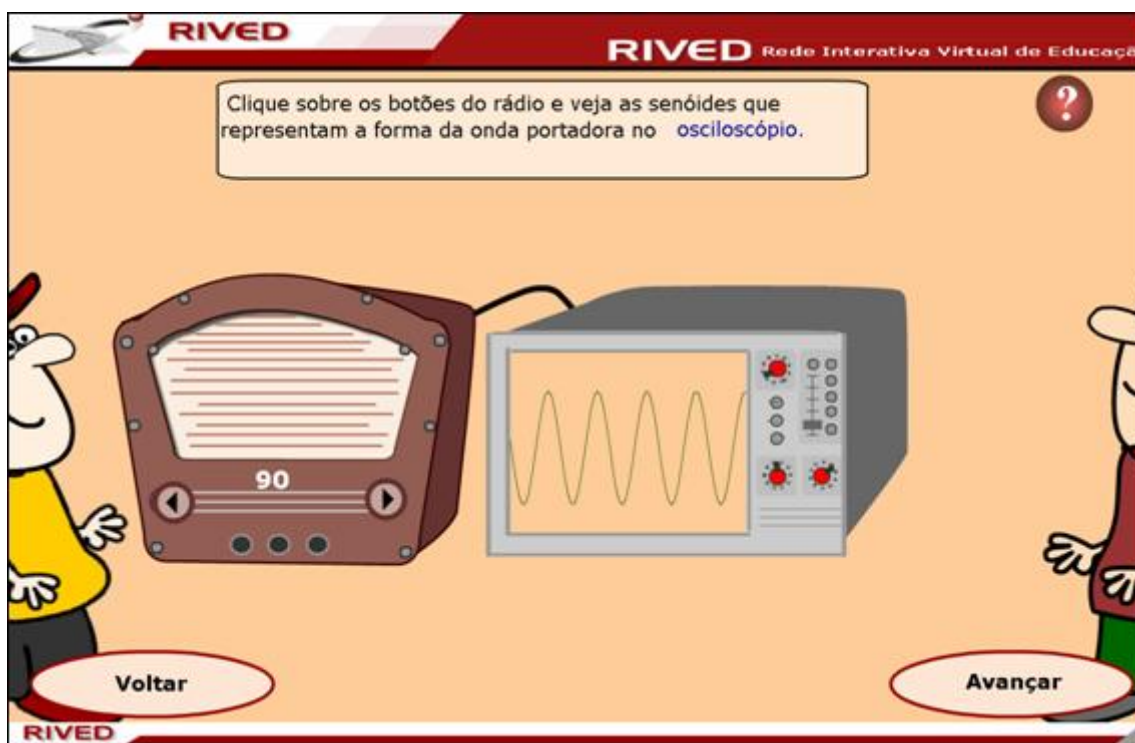 RIVED
RIVED Rede Interativa Virtual de Educaçã
Clique sobre os botões do rádio e veja as senóides que
representam a forma da onda portadora no osciloscópio.
?
90
Voltar
Avançar
RIVED